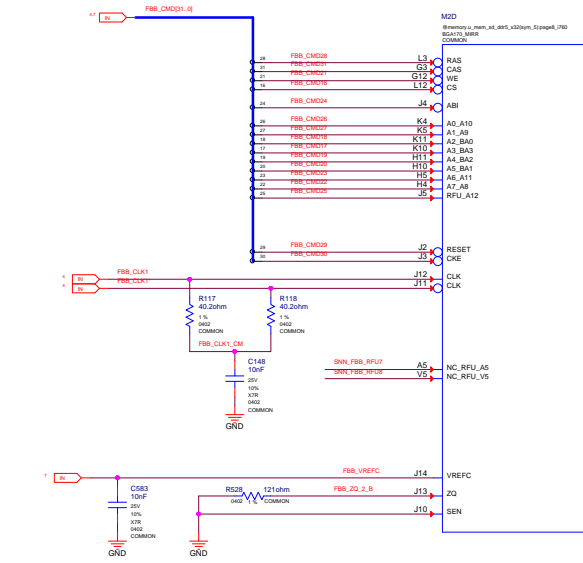 FBB_CMD[31..0]
4,7 IN
M2D
BGA170_MIRR
COMMON
28 FBB_CMD28 L3 RAS
31 FBB_CMD31 G3 CAS
21 FBB_CMD21 G12 WE
16 FBB_CMD16 L12 CS
24 FBB_CMD24 J4 ABI
26 FBB_CMD26 K4 A0_A10
27 FBB_CMD27 K5 A1_A9
18 FBB_CMD18 K11 A2_BA0
17 FBB_CMD17 K10 A3_BA3
19 FBB_CMD19 H11 A4_BA2
20 FBB_CMD20 H10 A5_BA1
23 FBB_CMD23 H5 A6_A11
22 FBB_CMD22 H4 A7_A8
25 FBB_CMD25 J5 RFU_A12
29 FBB_CMD29 J2 RESET
30 FBB_CMD30 J3 CKE
4 IN FBB_CLK1 J12 CLK
4 IN FBB_CLK1 J11 CLK
R117 R118
40.2ohm 40.2ohm
1 % 1 %
0402 0402
COMMON COMMON
FBB_CLK1_CM
C148
10nF
25V
10%
X7R
0402
COMMON
GND
SNN_FBB_RFU7 A5 NC_RFU_A5
SNN_FBB_RFU8 V5 NC_RFU_V5
7 IN FBB_VREFC J14 VREFC
C583
10nF
25V
10%
X7R
0402
COMMON
GND
R528 121ohm FBB_ZQ_2_B J13 ZQ
0402 1 % COMMON
J10 SEN
GND